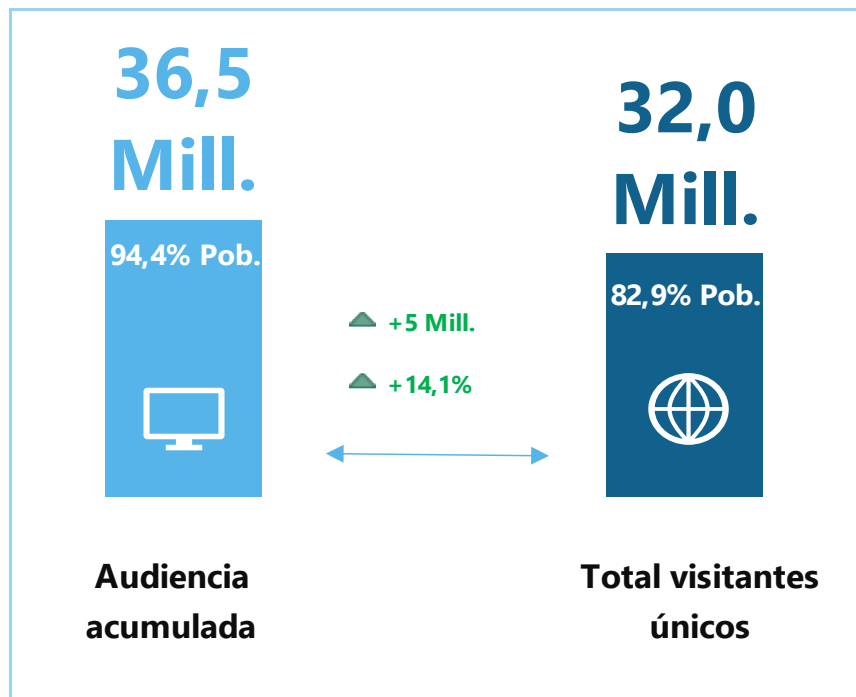 36,5
Mill.
94,4% Pob.
32,0
Mill.
82,9% Pob.
+5 Mill.
+14,1%
Audiencia
acumulada
Total visitantes
únicos